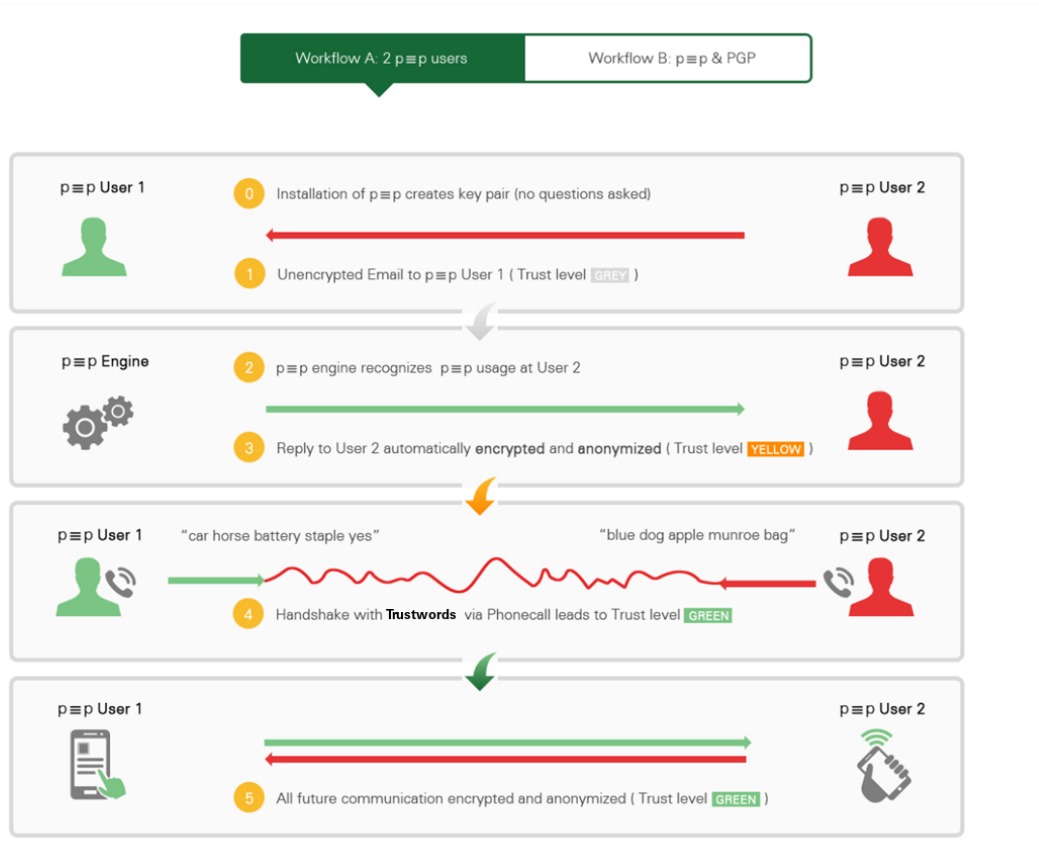 Workflow A: 2 p≡p users
Workflow B: p≡p & PGP
p≡p User 1
0 Installation of p≡p creates key pair (no questions asked)
p≡p User 2
1 Unencrypted Email to p≡p User 1 ( Trust level GREY )
p≡p Engine
2 p≡p engine recognizes p≡p usage at User 2
p≡p User 2
3 Reply to User 2 automatically encrypted and anonymized ( Trust level YELLOW )
p≡p User 1
“car horse battery staple yes”
“blue dog apple munroe bag”
p≡p User 2
4 Handshake with Trustwords via Phonecall leads to Trust level GREEN
p≡p User 1
p≡p User 2
5 All future communication encrypted and anonymized ( Trust level GREEN )